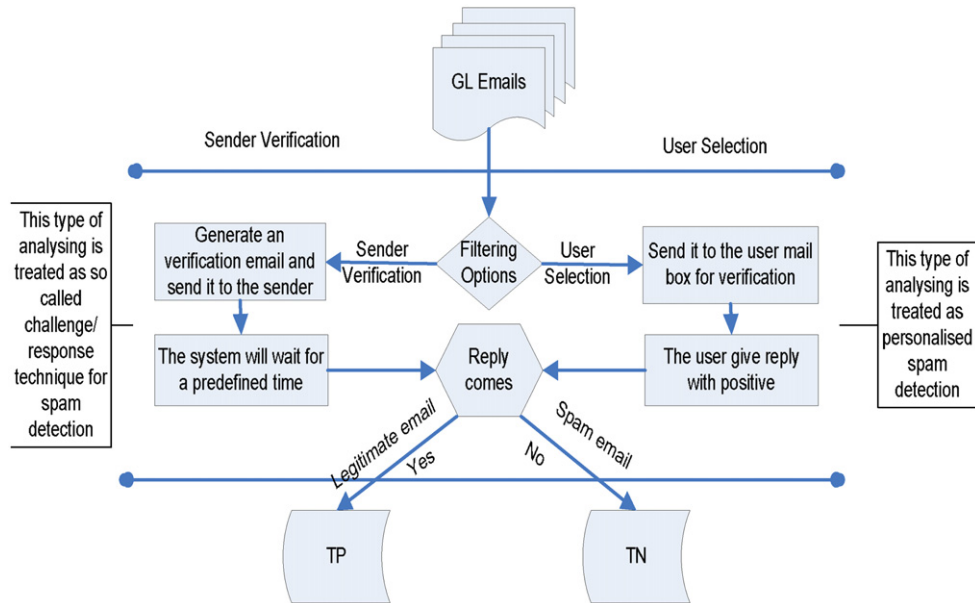 GL Emails
Sender Verification
User Selection
This type of
analysing is
treated as so
called
challenge/
response
technique for
spam
detection
Generate an
verification email and
send it to the sender
Sender
Verification
Filtering
Options
User
Selection
Send it to the user mail
box for verification
This type of
analysing is
treated as
personalised
spam
detection
The system will wait for
a predefined time
Reply
comes
The user give reply
with positive
Legitimate email
Yes
No
Spam email
TP
TN